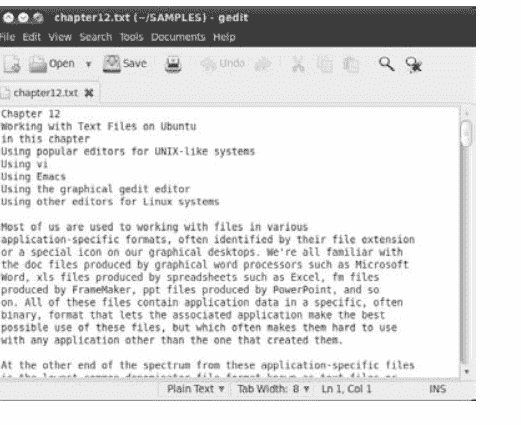 chapter12.txt (~/SAMPLES) - gedit
File Edit View Search Tools Documents Help
Open Save Undo
chapter12.txt
Chapter 12
Working with Text Files on Ubuntu
in this chapter
Using popular editors for UNIX-like systems
Using vi
Using Emacs
Using the graphical gedit editor
Using other editors for Linux systems
Most of us are used to working with files in various
application-specific formats, often identified by their file extension
or a special icon on our graphical desktops. We're all familiar with
the doc files produced by graphical word processors such as Microsoft
Word, xls files produced by spreadsheets such as Excel, fm files
produced by FrameMaker, ppt files produced by PowerPoint, and so
on. All of these files contain application data in a specific, often
binary, format that lets the associated application make the best
possible use of these files, but which often makes them hard to use
with any application other than the one that created them.
At the other end of the spectrum from these application-specific files
Plain Text Tab Width: 8 Ln 1, Col 1 INS